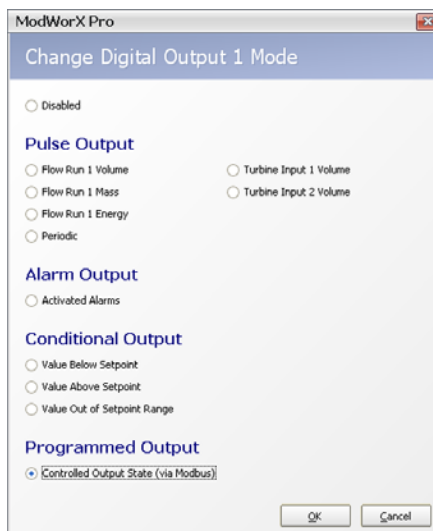 ModWorX Pro
Change Digital Output 1 Mode
Disabled
Pulse Output
Flow Run 1 Volume
Turbine Input 1 Volume
Flow Run 1 Mass
Turbine Input 2 Volume
Flow Run 1 Energy
Periodic
Alarm Output
Activated Alarms
Conditional Output
Value Below Setpoint
Value Above Setpoint
Value Out of Setpoint Range
Programmed Output
Controlled Output State (via Modbus)
OK
Cancel